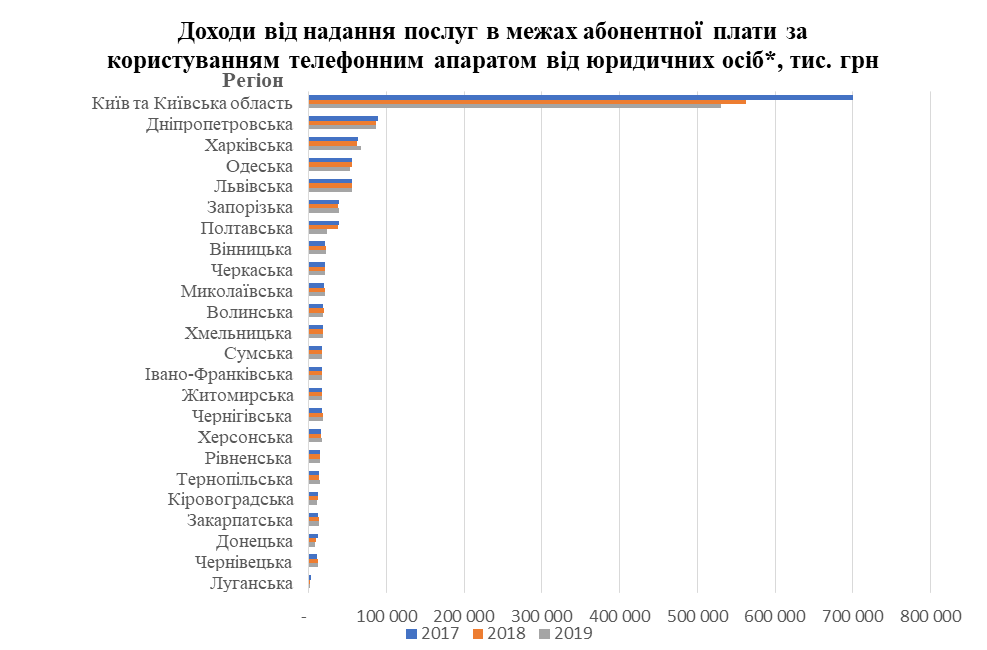 Доходи від надання послуг в межах абонентної плати за
користуванням телефонним апаратом від юридичних осіб*, тис. грн
Регіон
Київ та Київська область
Дніпропетровська
Харківська
Одеська
Львівська
Запорізька
Полтавська
Вінницька
Черкаська
Миколаївська
Волинська
Хмельницька
Сумська
Івано-Франківська
Житомирська
Чернігівська
Херсонська
Рівненська
Тернопільська
Кіровоградська
Закарпатська
Донецька
Чернівецька
Луганська
- 100 000 200 000 300 000 400 000 500 000 600 000 700 000 800 000
2017 2018 2019